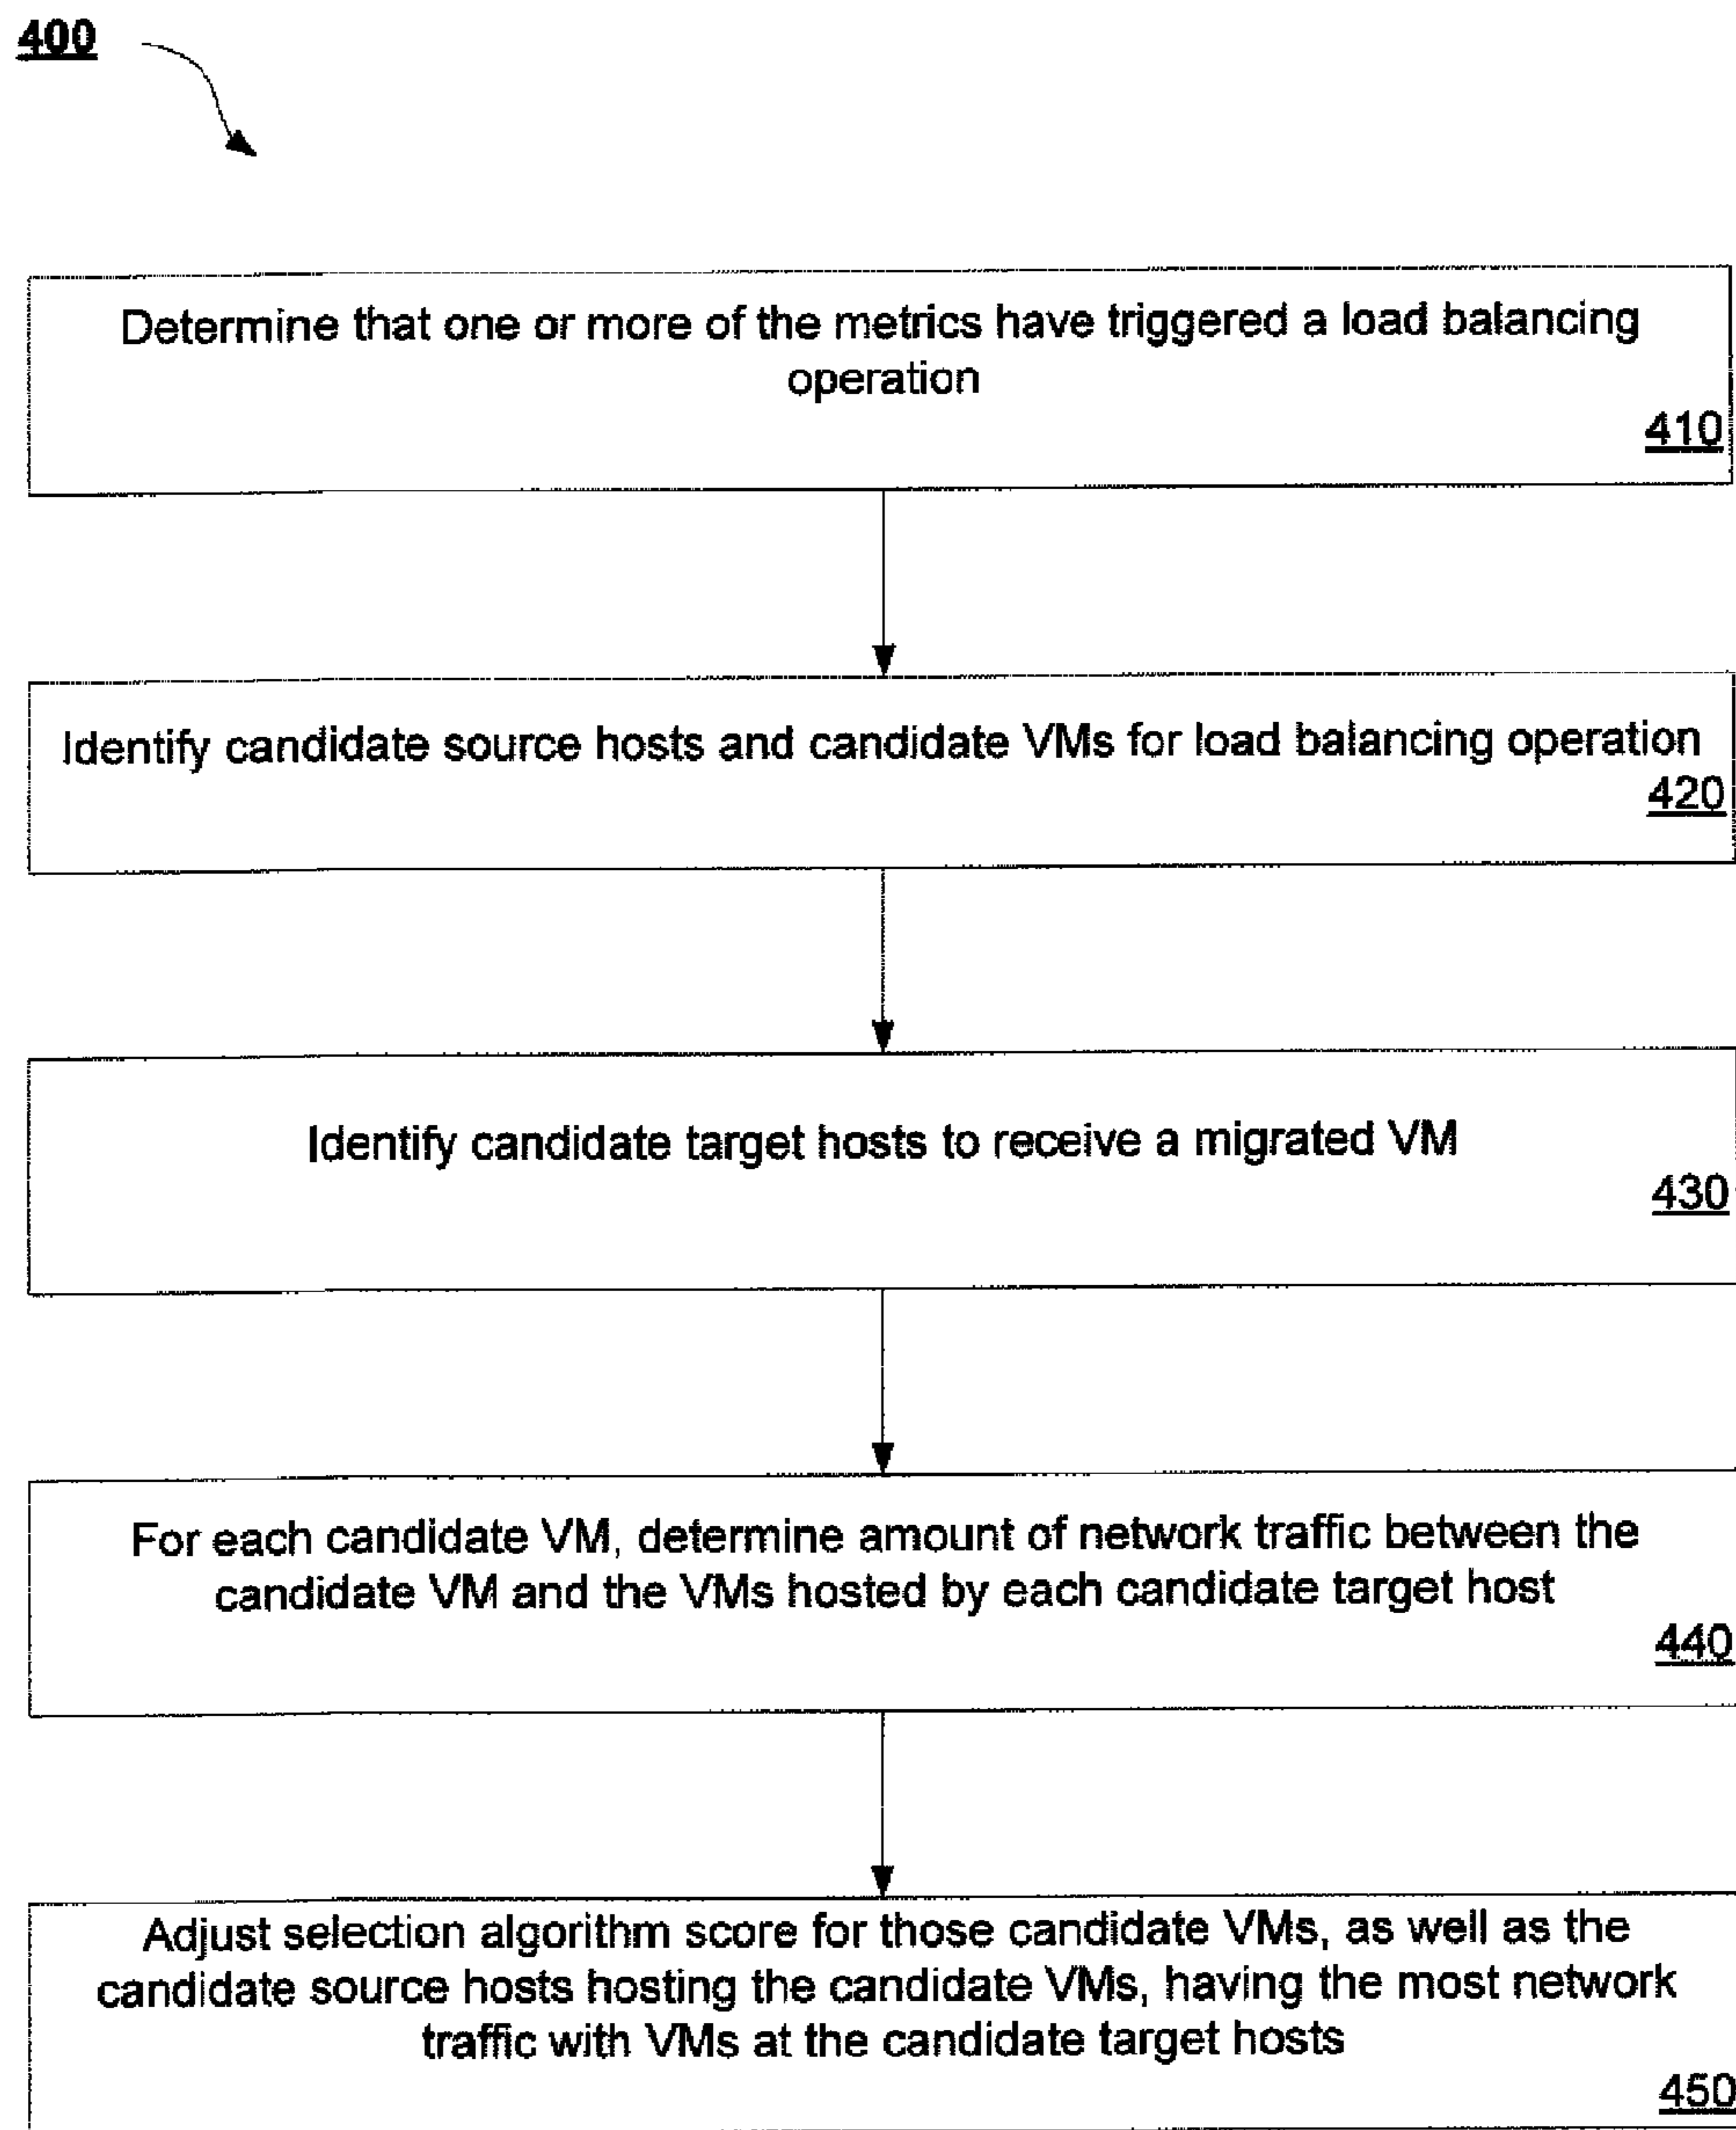 400
Determine that one or more of the metrics have triggered a load balancing
operation
410
Identify candidate source hosts and candidate VMs for load balancing operation
420
Identify candidate target hosts to receive a migrated VM
430
For each candidate VM, determine amount of network traffic between the
candidate VM and the VMs hosted by each candidate target host
440
Adjust selection algorithm score for those candidate VMs, as well as the
candidate source hosts hosting the candidate VMs, having the most network
traffic with VMs at the candidate target hosts
450